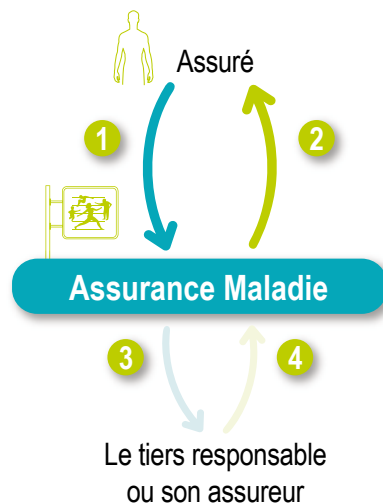 Assuré
1
2
Assurance Maladie
3
4
Le tiers responsable
ou son assureur